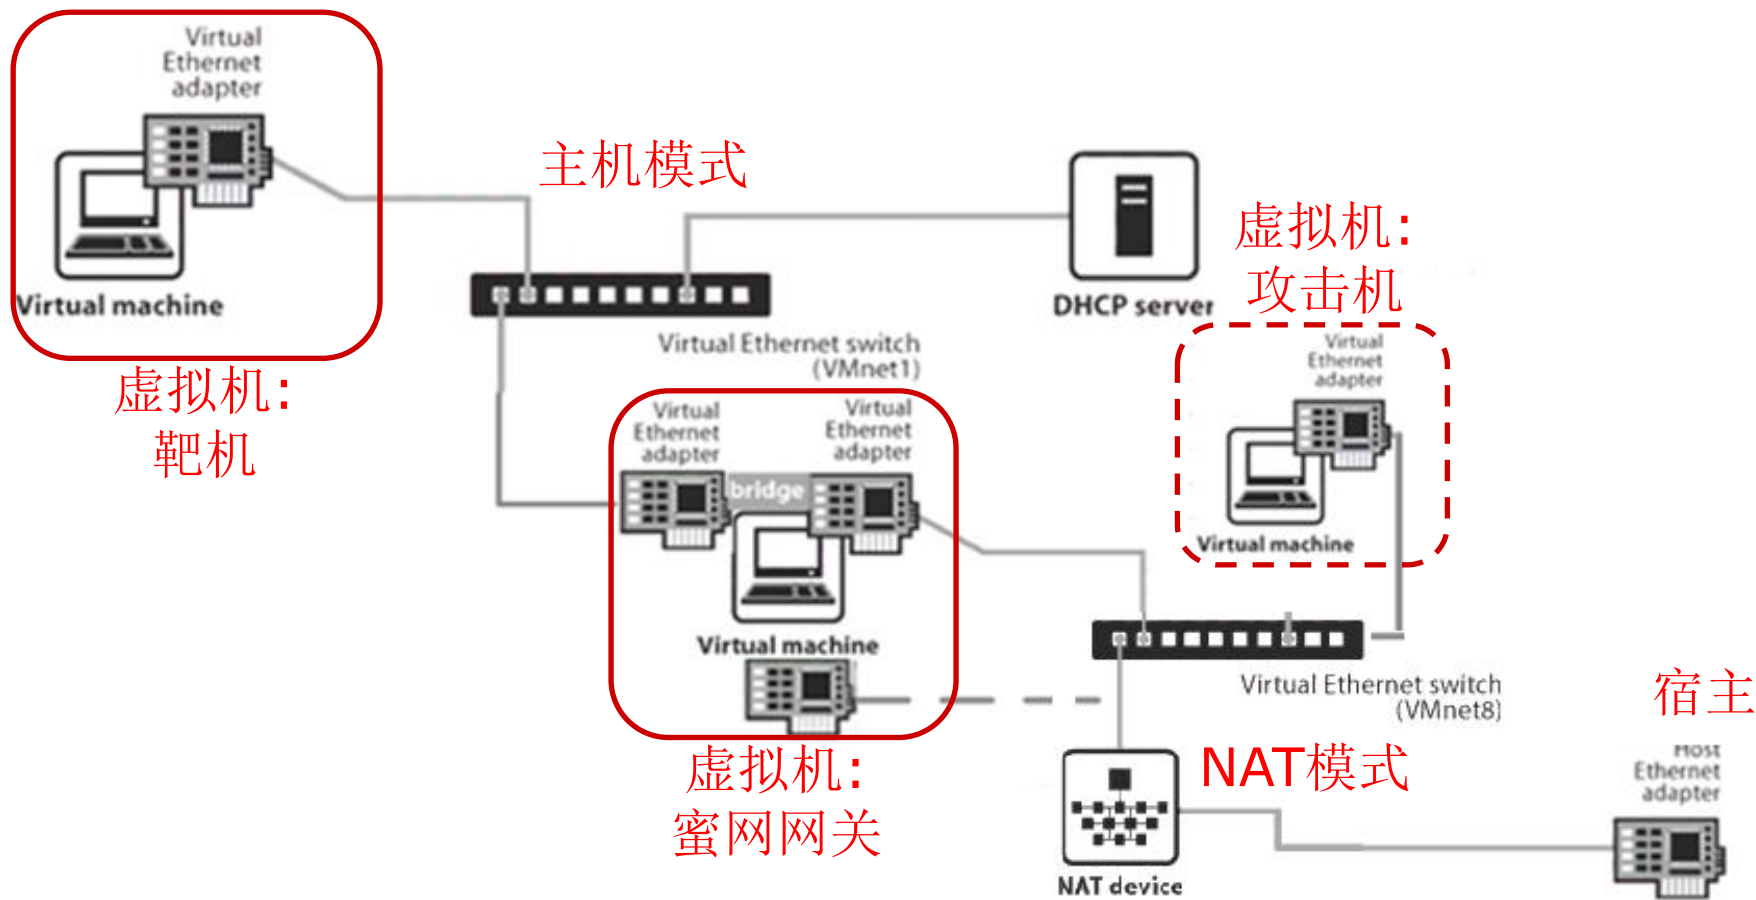 Virtual
Ethernet
adapter
Virtual machine
虚拟机:
靶机
主机模式
DHCP server
Virtual Ethernet switch
(VMnet1)
虚拟机:
攻击机
Virtual
Ethernet
adapter
Virtual machine
Virtual
Ethernet
adapter
Virtual
Ethernet
adapter
bridge
Virtual machine
虚拟机:
蜜网网关
Virtual Ethernet switch
(VMnet8)
NAT模式
NAT device
宿主
Host
Ethernet
adapter